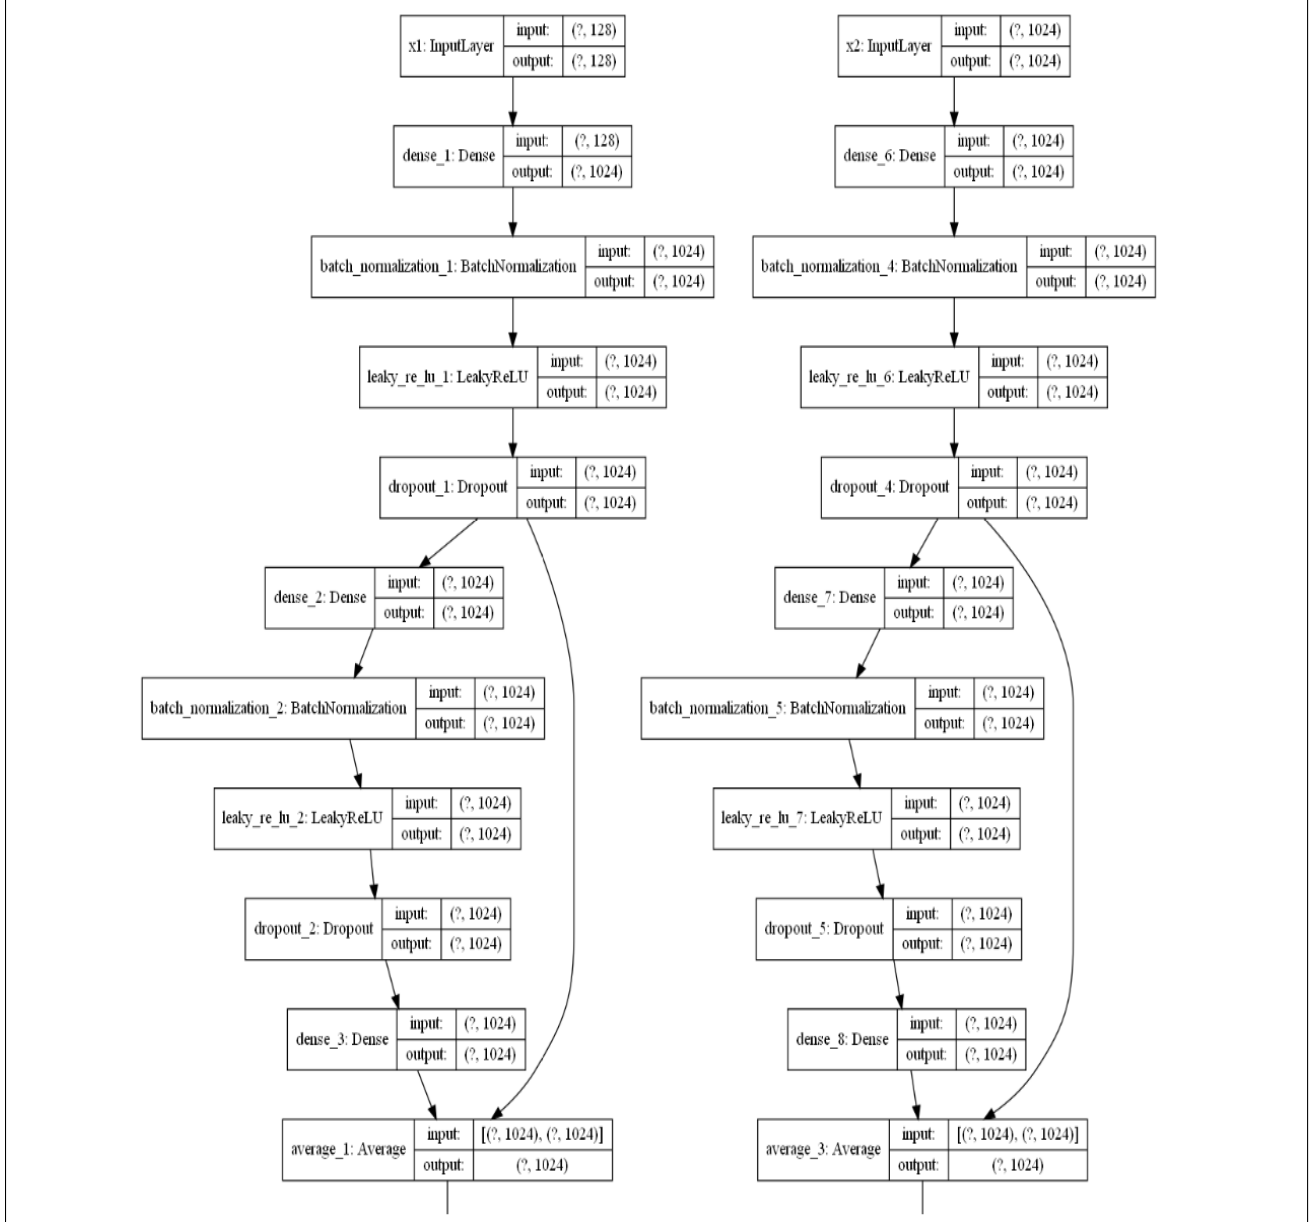 x1: InputLayer input: (?, 128)
output: (?, 128)
dense_1: Dense input: (?, 128)
output: (?, 1024)
batch_normalization_1: BatchNormalization input: (?, 1024)
output: (?, 1024)
leaky_re_lu_1: LeakyReLU input: (?, 1024)
output: (?, 1024)
dropout_1: Dropout input: (?, 1024)
output: (?, 1024)
dense_2: Dense input: (?, 1024)
output: (?, 1024)
batch_normalization_2: BatchNormalization input: (?, 1024)
output: (?, 1024)
leaky_re_lu_2: LeakyReLU input: (?, 1024)
output: (?, 1024)
dropout_2: Dropout input: (?, 1024)
output: (?, 1024)
dense_3: Dense input: (?, 1024)
output: (?, 1024)
average_1: Average input: [(?, 1024), (?, 1024)]
output: (?, 1024)
x2: InputLayer input: (?, 1024)
output: (?, 1024)
dense_6: Dense input: (?, 1024)
output: (?, 1024)
batch_normalization_4: BatchNormalization input: (?, 1024)
output: (?, 1024)
leaky_re_lu_6: LeakyReLU input: (?, 1024)
output: (?, 1024)
dropout_4: Dropout input: (?, 1024)
output: (?, 1024)
dense_7: Dense input: (?, 1024)
output: (?, 1024)
batch_normalization_5: BatchNormalization input: (?, 1024)
output: (?, 1024)
leaky_re_lu_7: LeakyReLU input: (?, 1024)
output: (?, 1024)
dropout_5: Dropout input: (?, 1024)
output: (?, 1024)
dense_8: Dense input: (?, 1024)
output: (?, 1024)
average_3: Average input: [(?, 1024), (?, 1024)]
output: (?, 1024)